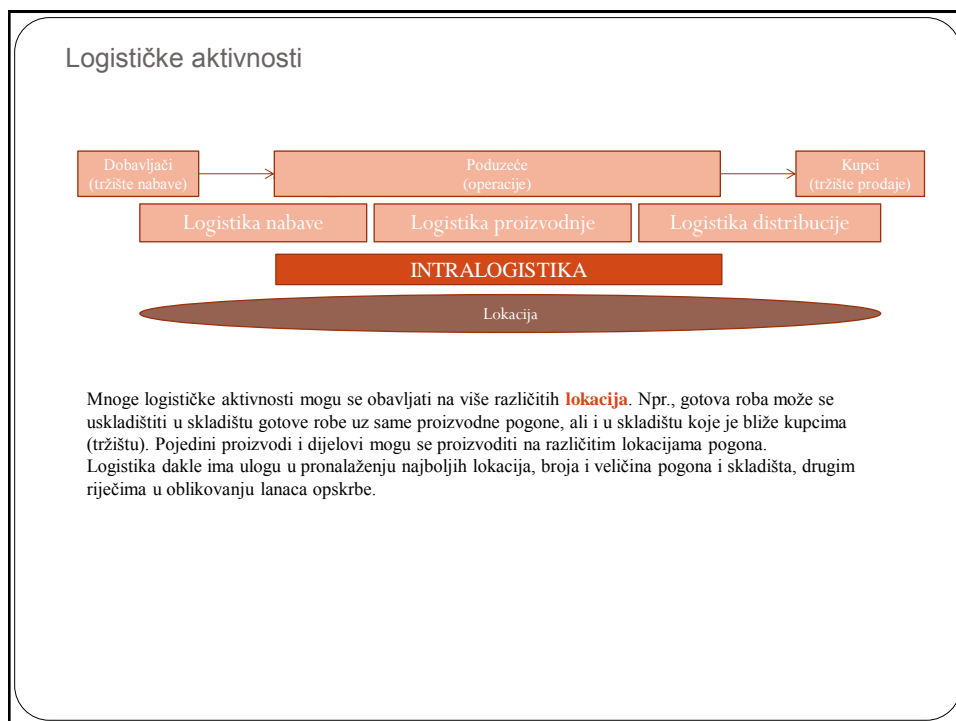 Logističke aktivnosti
Dobavljači
(tržište nabave)
Poduzeće
(operacije)
Kupci
(tržište prodaje)
Logistika nabave
Logistika proizvodnje
Logistika distribucije
INTRALOGISTIKA
Lokacija
Mnoge logističke aktivnosti mogu se obavljati na više različitih lokacija. Npr., gotova roba može se
uskladištiti u skladištu gotove robe uz same proizvodne pogone, ali i u skladištu koje je bliže kupcima
(tržištu). Pojedini proizvodi i dijelovi mogu se proizvoditi na različitim lokacijama pogona.
Logistika dakle ima ulogu u pronalaženju najboljih lokacija, broja i veličina pogona i skladišta, drugim
riječima u oblikovanju lanaca opskrbe.